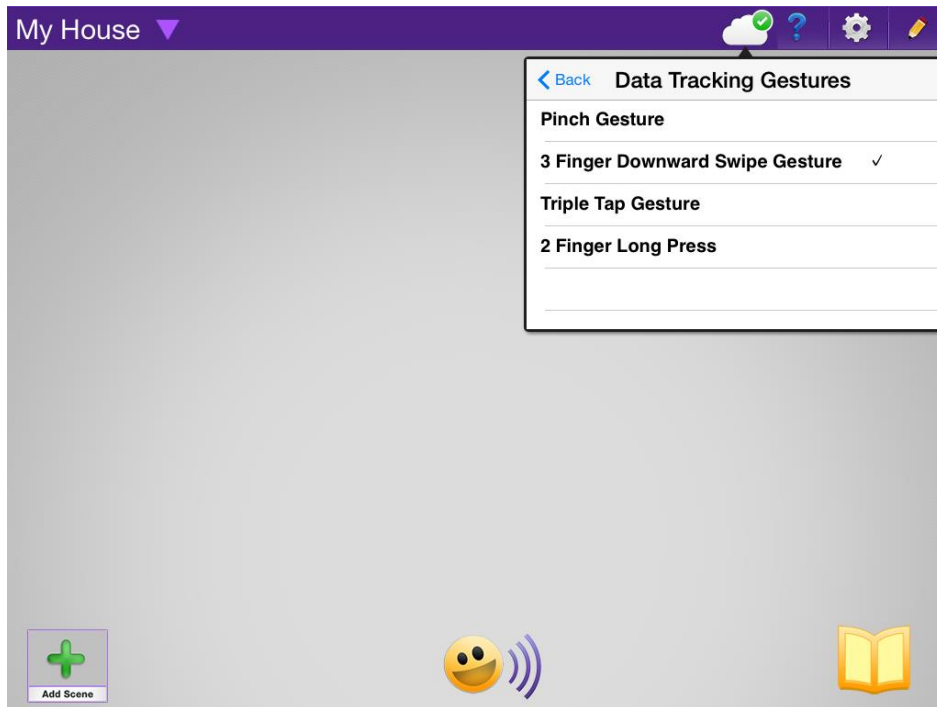 My House
Back
Data Tracking Gestures
Pinch Gesture
3 Finger Downward Swipe Gesture ✓
Triple Tap Gesture
2 Finger Long Press
Add Scene